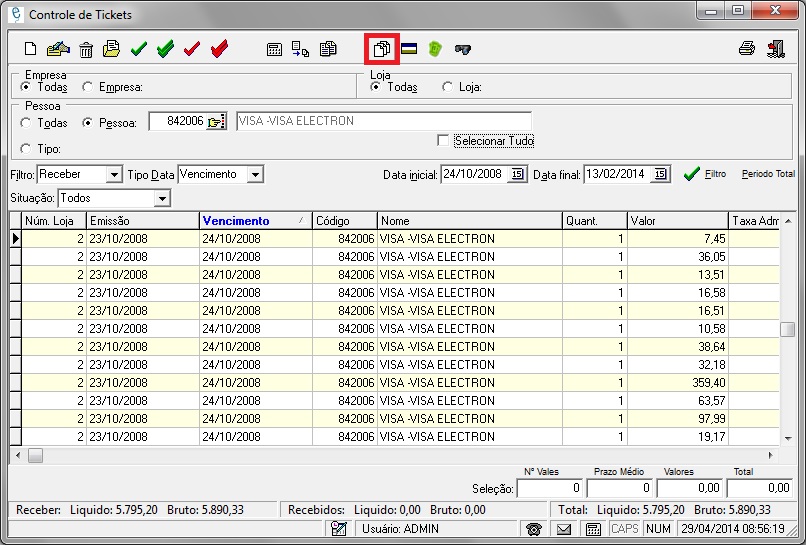 Controle de Tickets
Empresa
Todas Empresa:
Loja
Todas Loja:
Pessoa
Todas Pessoa: 842006 VISA -VISA ELECTRON
Selecionar Tudo
Tipo:
Filtro: Receber Tipo Data Vencimento Data inicial: 24/10/2008 15 Data final: 13/02/2014 15 Filtro Periodo Total
Situação: Todos
Núm. Loja Emissão Vencimento Código Nome Quant. Valor Taxa Adm
2 23/10/2008 24/10/2008 842006 VISA -VISA ELECTRON 1 7,45
2 23/10/2008 24/10/2008 842006 VISA -VISA ELECTRON 1 36,05
2 23/10/2008 24/10/2008 842006 VISA -VISA ELECTRON 1 13,51
2 23/10/2008 24/10/2008 842006 VISA -VISA ELECTRON 1 16,58
2 23/10/2008 24/10/2008 842006 VISA -VISA ELECTRON 1 16,51
2 23/10/2008 24/10/2008 842006 VISA -VISA ELECTRON 1 10,58
2 23/10/2008 24/10/2008 842006 VISA -VISA ELECTRON 1 38,64
2 23/10/2008 24/10/2008 842006 VISA -VISA ELECTRON 1 32,18
2 23/10/2008 24/10/2008 842006 VISA -VISA ELECTRON 1 359,40
2 23/10/2008 24/10/2008 842006 VISA -VISA ELECTRON 1 63,57
2 23/10/2008 24/10/2008 842006 VISA -VISA ELECTRON 1 97,99
2 23/10/2008 24/10/2008 842006 VISA -VISA ELECTRON 1 19,17
Nº Vales Prazo Médio Valores Total
Seleção: 0 0 0,00 0,00
Receber: Liquido: 5.795,20 Bruto: 5.890,33 Recebidos: Liquido: 0,00 Bruto: 0,00 Total: Liquido: 5.795,20 Bruto: 5.890,33
Usuário: ADMIN CAPS NUM 29/04/2014 08:56:19